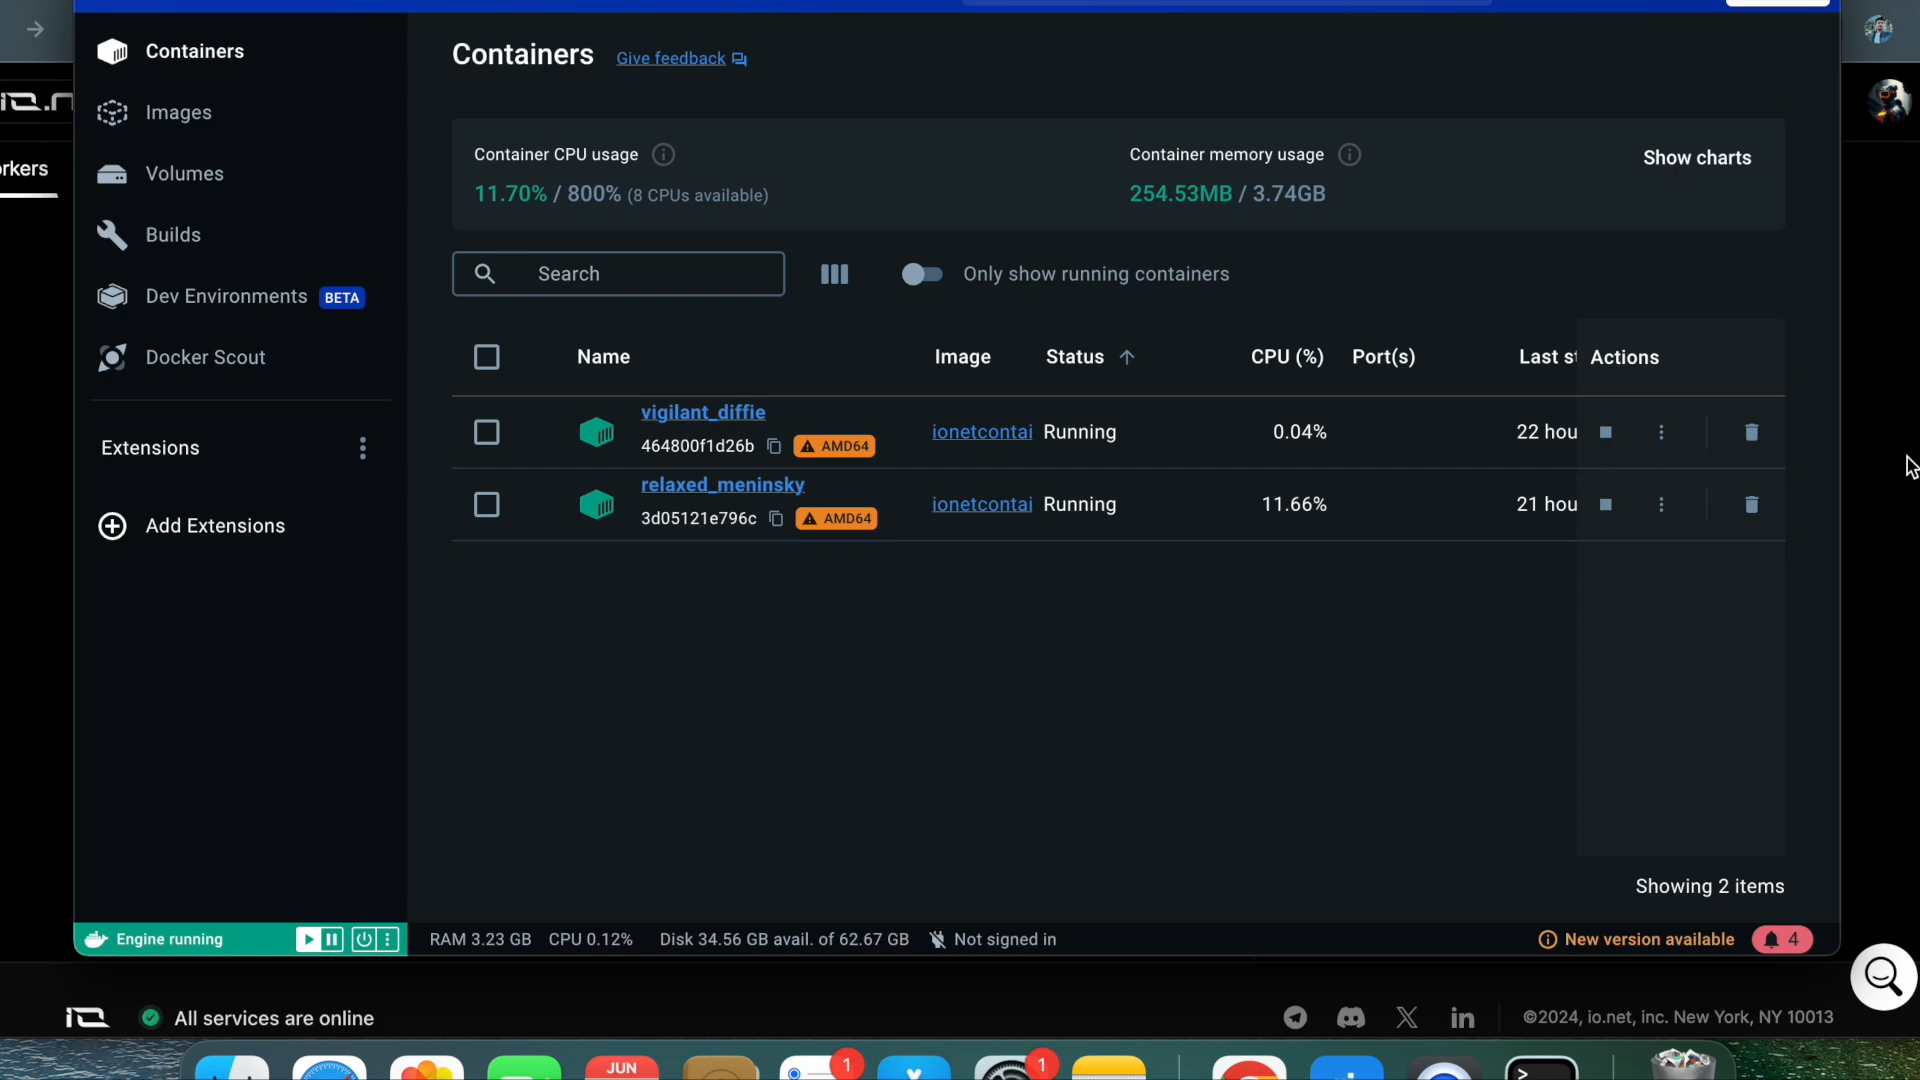 Containers
Images
Volumes
Builds
Dev Environments BETA
Docker Scout
Extensions
Add Extensions
Containers Give feedback
Container CPU usage
11.70% / 800% (8 CPUs available)
Container memory usage
254.53MB / 3.74GB
Show charts
Search
Only show running containers
Name Image Status CPU (%) Port(s) Last st Actions
vigilant_diffie
464800f1d26b AMD64
ionetcontai Running 0.04% 22 hou
relaxed_meninsky
3d05121e796c AMD64
ionetcontai Running 11.66% 21 hou
Showing 2 items
Engine running
RAM 3.23 GB CPU 0.12% Disk 34.56 GB avail. of 62.67 GB Not signed in
New version available 4
io.n
rkers
io
All services are online
in
©2024, io.net, inc. New York, NY 10013
JUN
1
1